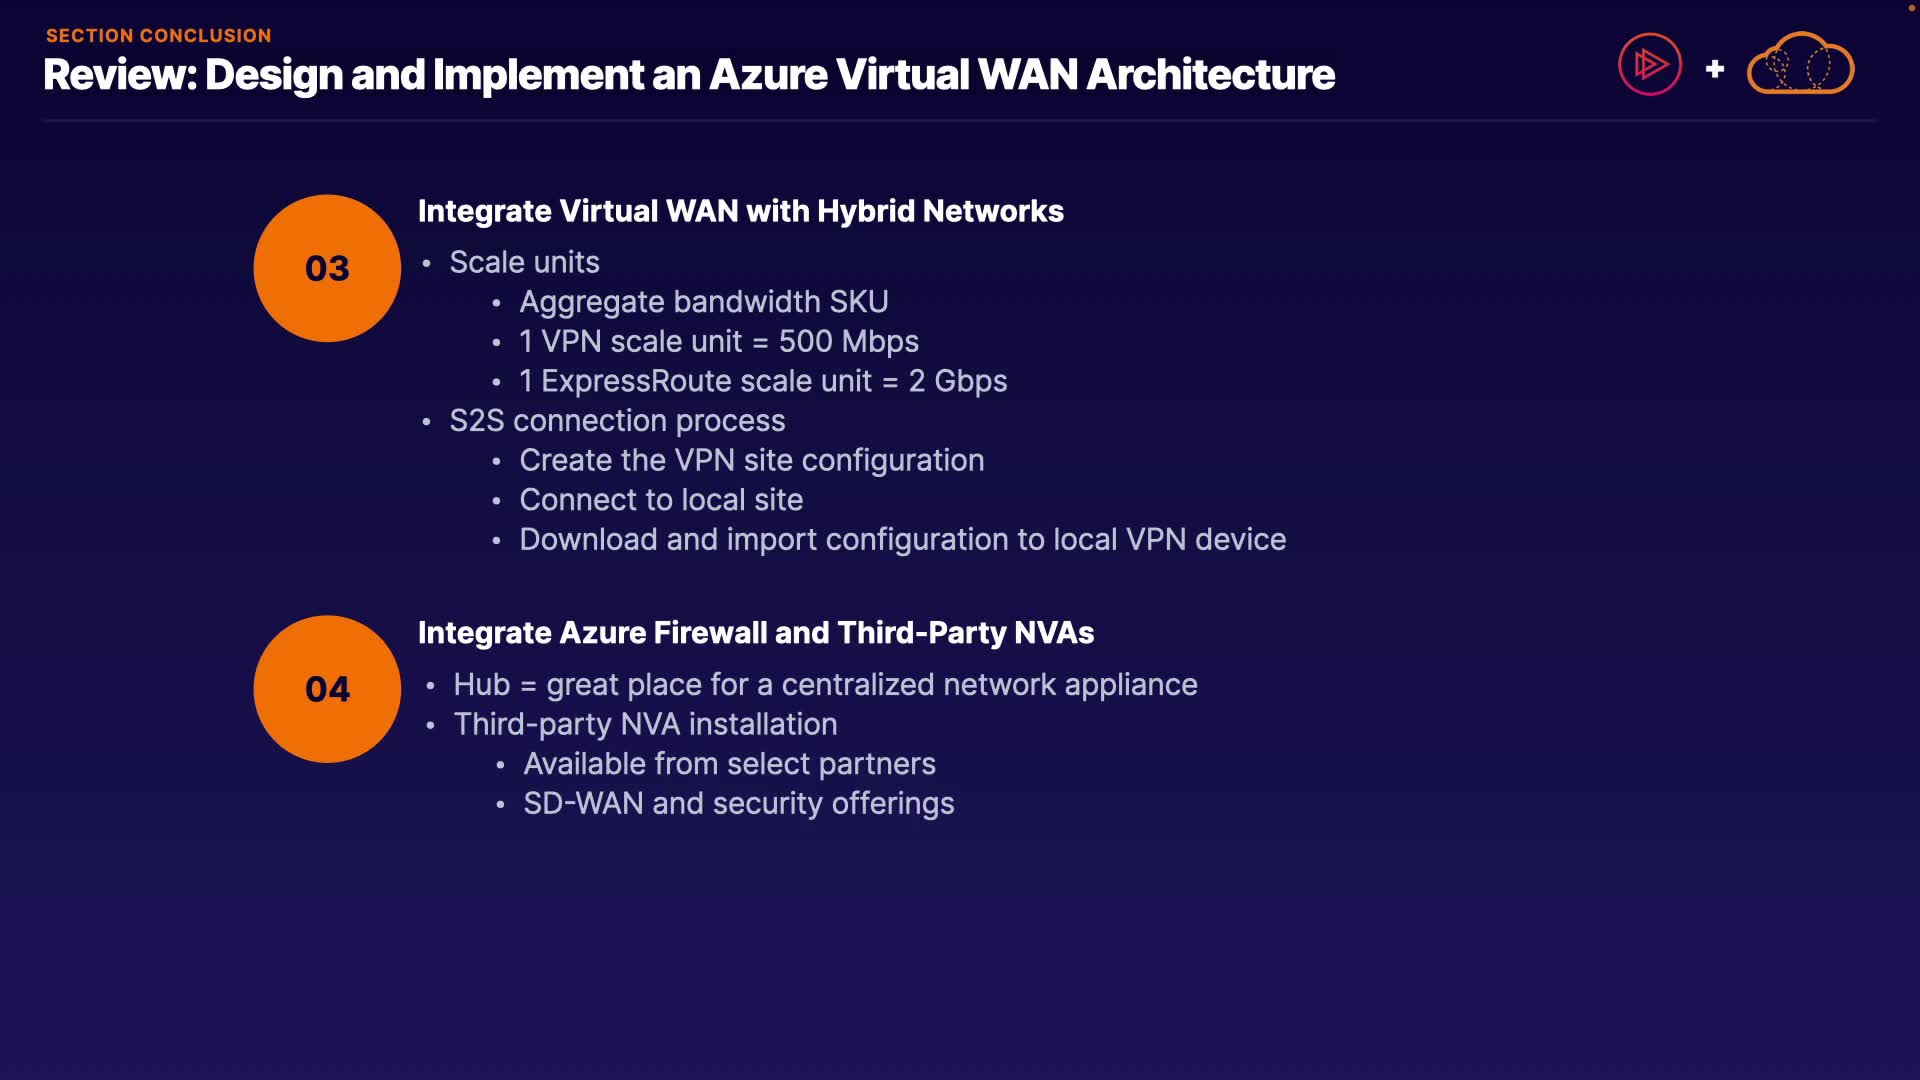 SECTION CONCLUSION
Review: Design and Implement an Azure Virtual WAN Architecture
+
03
Integrate Virtual WAN with Hybrid Networks
• Scale units
• Aggregate bandwidth SKU
• 1 VPN scale unit = 500 Mbps
• 1 ExpressRoute scale unit = 2 Gbps
• S2S connection process
• Create the VPN site configuration
• Connect to local site
• Download and import configuration to local VPN device
04
Integrate Azure Firewall and Third-Party NVAs
• Hub = great place for a centralized network appliance
• Third-party NVA installation
• Available from select partners
• SD-WAN and security offerings